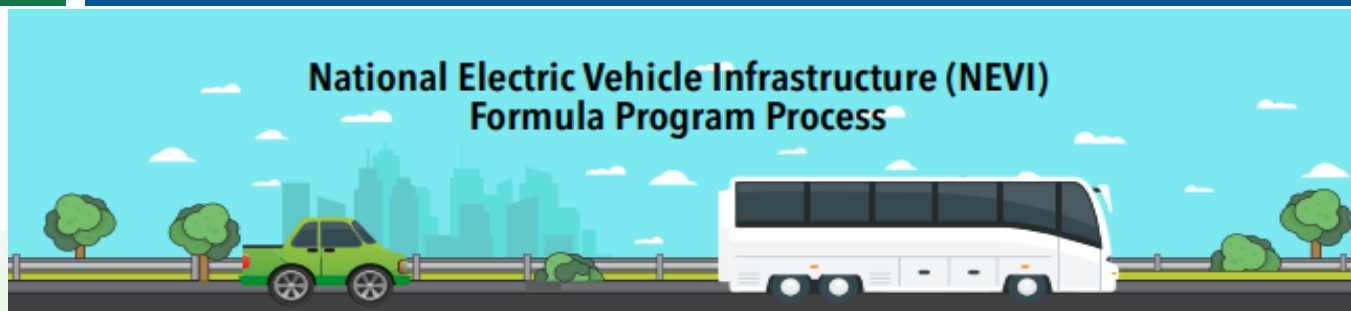 National Electric Vehicle Infrastructure (NEVI)
Formula Program Process